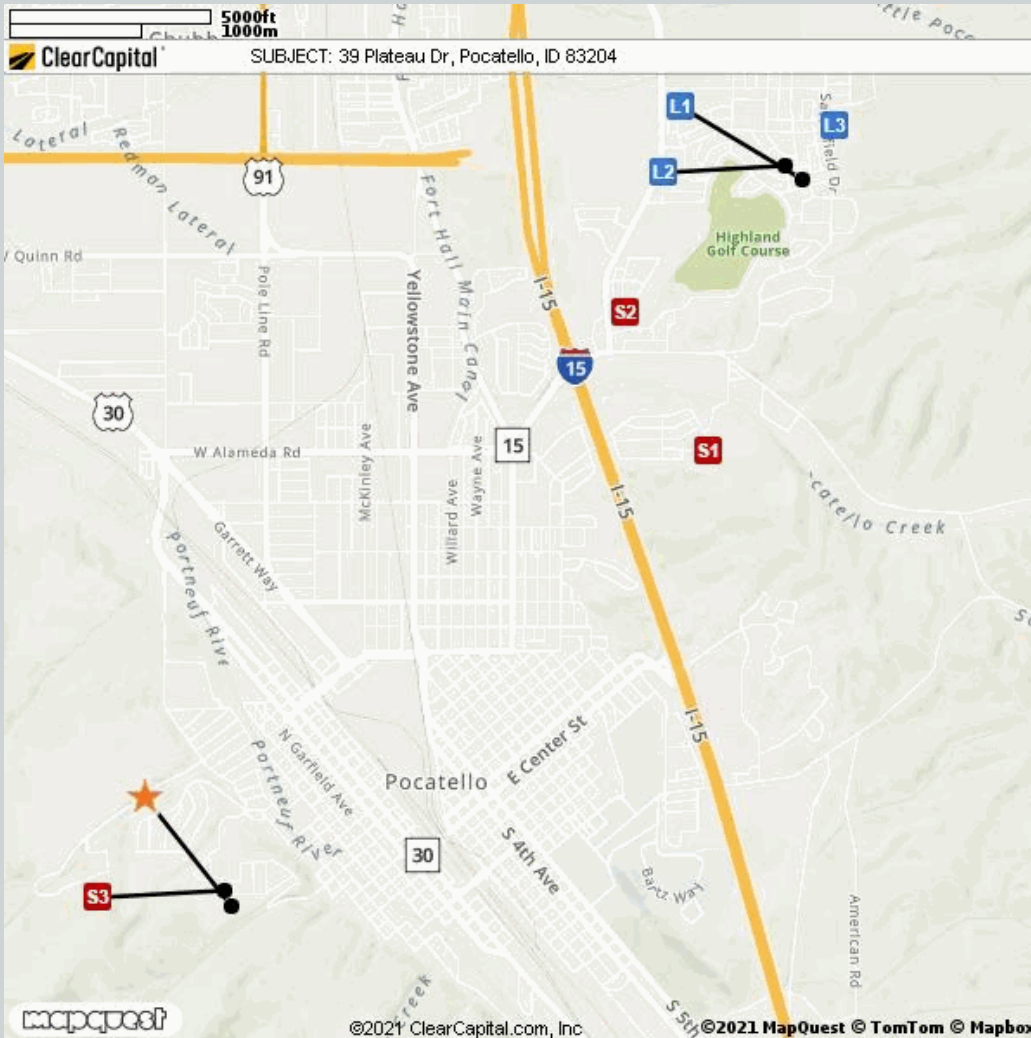 5000ft
1000m
Chubb
ClearCapital
SUBJECT: 39 Plateau Dr, Pocatello, ID 83204
L1
L3
L2
Lateral
Redman Lateral
91
Fort Hall Main Canal
Highland
Golf Course
Quinn Rd
Pole Line Rd
Yellowstone Ave
I-15
S2
15
30
15
W Alameda Rd
McKinley Ave
Willard Ave
Wayne Ave
S1
I-15
Garrett Way
Portneuf Rive
catello Creek
I-15
E Center St
N Garfield Ave
Portneuf River
Pocatello
30
S 4th Ave
S3
Bartz Way
American Rd
Creek
S 5th
mapquest
©2021 ClearCapital.com, Inc
©2021 MapQuest © TomTom © Mapbox